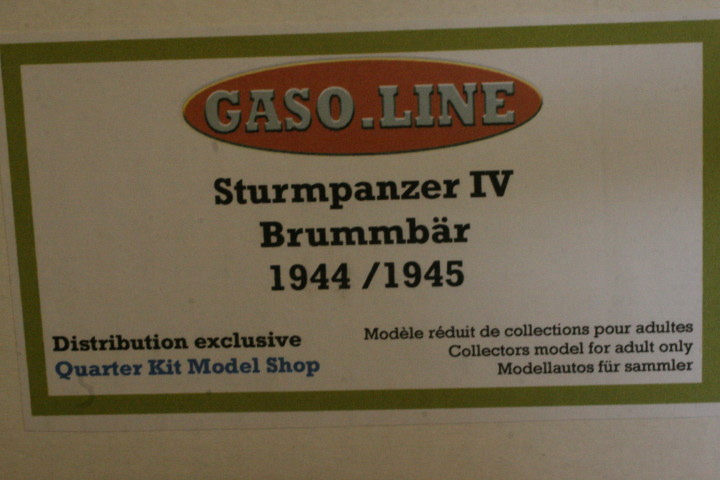 GASO.LINE
Sturmpanzer IV
Brummbär
1944 /1945
Distribution exclusive
Quarter Kit Model Shop
Modèle réduit de collections pour adultes
Collectors model for adult only
Modellautos für sammler